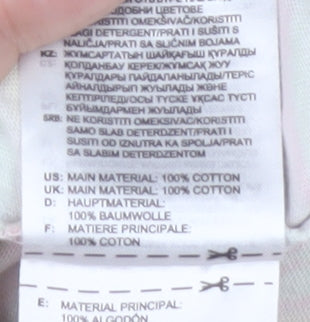 ПОДОБНИ ЦВЕТОВЕ
KORISTITI OMEKŠIVAČ/KORISTITI
BLAGI DETERGENT/PRATI I SUŠITI S
NALIČJA/PRATI SA SLIČNIM BOJAMA
KZ: ЖҰМСАРТАТЫН ШАЙҚАҒЫШ ҚҰРАЛДЫ
ҚОЛДАНБАУ КЕРЕК/ЖҰМСАҚ ЖУУ
ҚҰРАЛДАРЫ ПАЙДАЛАНЫЛАДЫ/ТЕРІС
АЙНАЛДЫРЫП ЖУЫЛАДЫ ЖӘНЕ
КЕПТІРІЛЕДІ/ОСЫ ТҮСКЕ ҰҚСАС ТҮСТІ
БҰЙЫМДАРМЕН ЖУЫЛАДЫ
SRB: NE KORISTITI OMEKSIVAC/KORISTITI
SAMO SLAB DETERDZENT/PRATI I
SUSITI OD IZNUTRA KA SPOLJA/PRATI
SA SLABIM DETERDZENTOM
US: MAIN MATERIAL: 100% COTTON
UK: MAIN MATERIAL: 100% COTTON
D: HAUPTMATERIAL:
100% BAUMWOLLE
F: MATIERE PRINCIPALE:
100% COTON
E: MATERIAL PRINCIPAL:
100% ALGODÓN